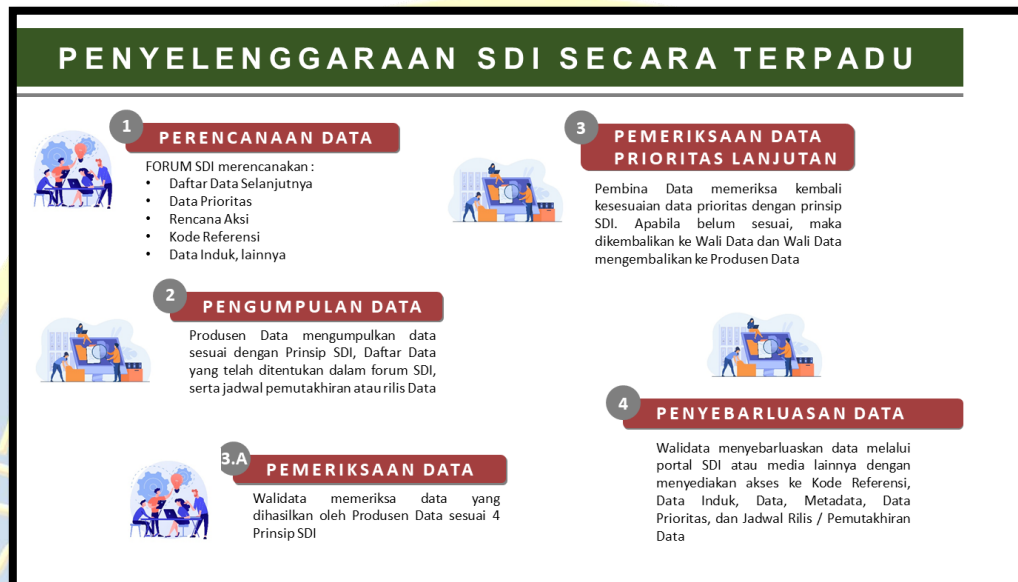 PENYELENGGARAAN SDI SECARA TERPADU
1
PERENCANAAN DATA
FORUM SDI merencanakan :
• Daftar Data Selanjutnya
• Data Prioritas
• Rencana Aksi
• Kode Referensi
• Data Induk, lainnya
2
PENGUMPULAN DATA
Produsen Data mengumpulkan data
sesuai dengan Prinsip SDI, Daftar Data
yang telah ditentukan dalam forum SDI,
serta jadwal pemutakhiran atau rilis Data
3.A
PEMERIKSAAN DATA
Walidata memeriksa data yang
dihasilkan oleh Produsen Data sesuai 4
Prinsip SDI
3
PEMERIKSAAN DATA
PRIORITAS LANJUTAN
Pembina Data memeriksa kembali
kesesuaian data prioritas dengan prinsip
SDI. Apabila belum sesuai, maka
dikembalikan ke Wali Data dan Wali Data
mengembalikan ke Produsen Data
4
PENYEBARLUASAN DATA
Walidata menyebarluaskan data melalui
portal SDI atau media lainnya dengan
menyediakan akses ke Kode Referensi,
Data Induk, Data, Metadata, Data
Prioritas, dan Jadwal Rilis / Pemutakhiran
Data